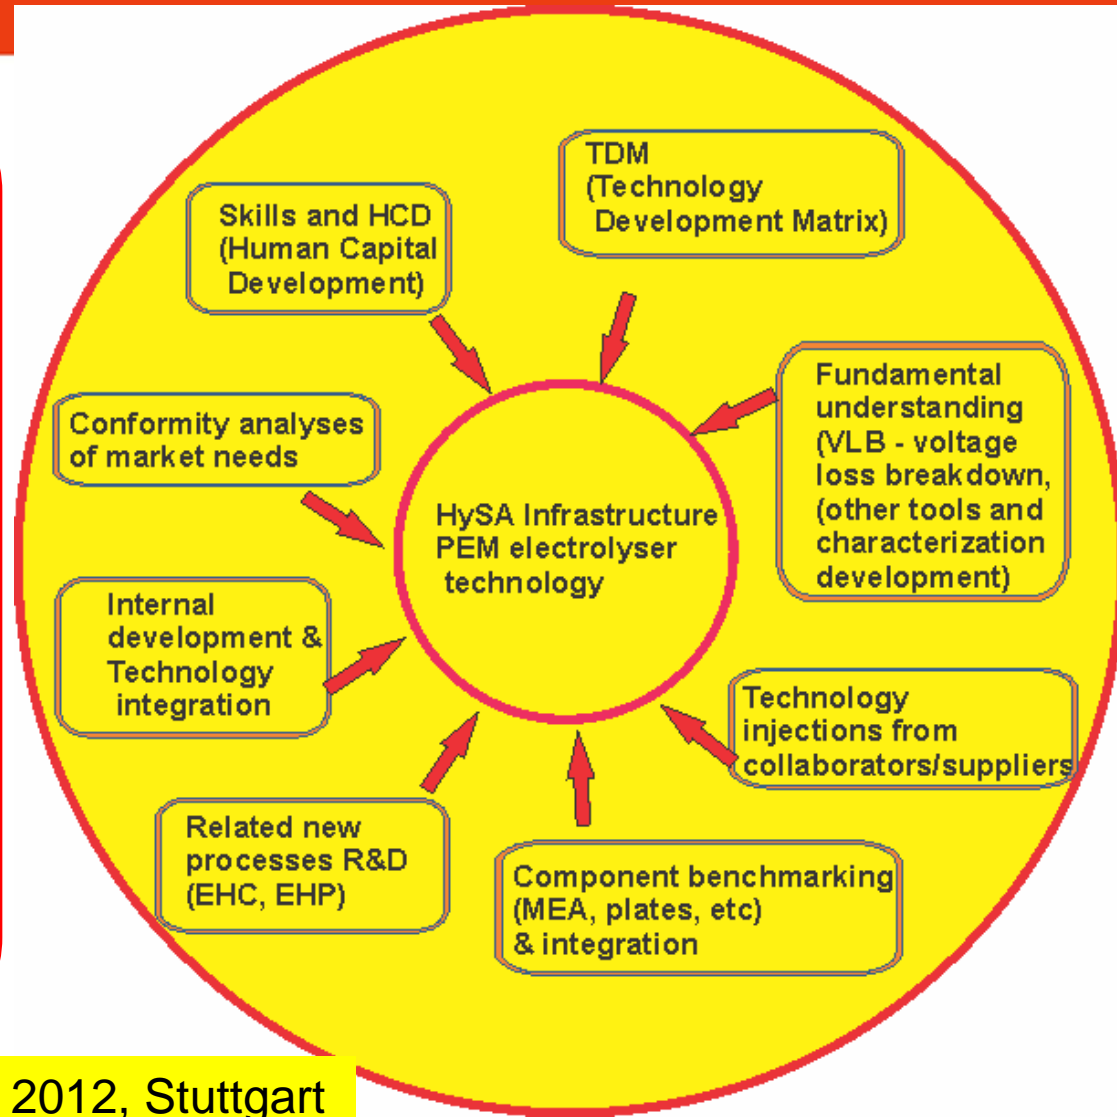 TDM
(Technology
Development Matrix)
Skills and HCD
(Human Capital
Development)
Fundamental
understanding
(VLB - voltage
loss breakdown,
(other tools and
characterization
development)
Conformity analyses
of market needs
HySA Infrastructure
PEM electrolyser
technology
Internal
development &
Technology
integration
Technology
injections from
collaborators/suppliers
Related new
processes R&D
(EHC, EHP)
Component benchmarking
(MEA, plates, etc)
& integration
2012, Stuttgart